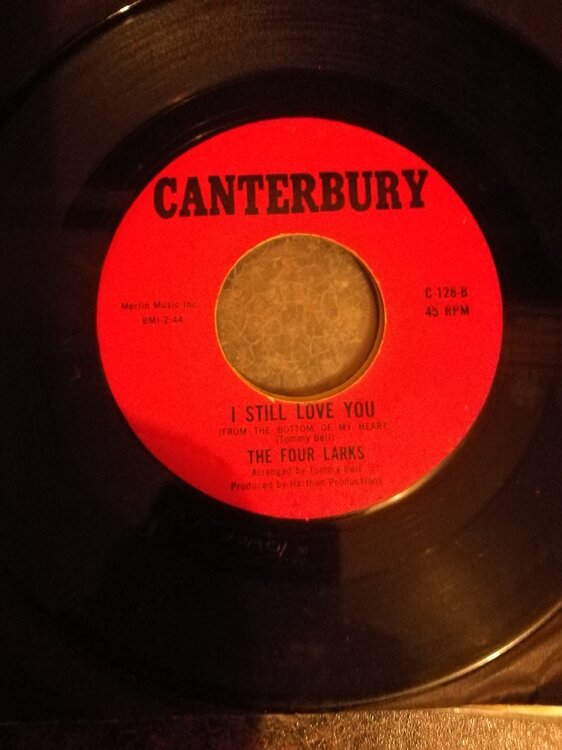 CANTERBURY
Merlin Music Inc.
BMI-2:44
C-128-B
45 RPM
I STILL LOVE YOU
(FROM THE BOTTOM OF MY HEART)
(Tommy Bell)
THE FOUR LARKS
Arranged by Tommy Bell
Produced by Productions